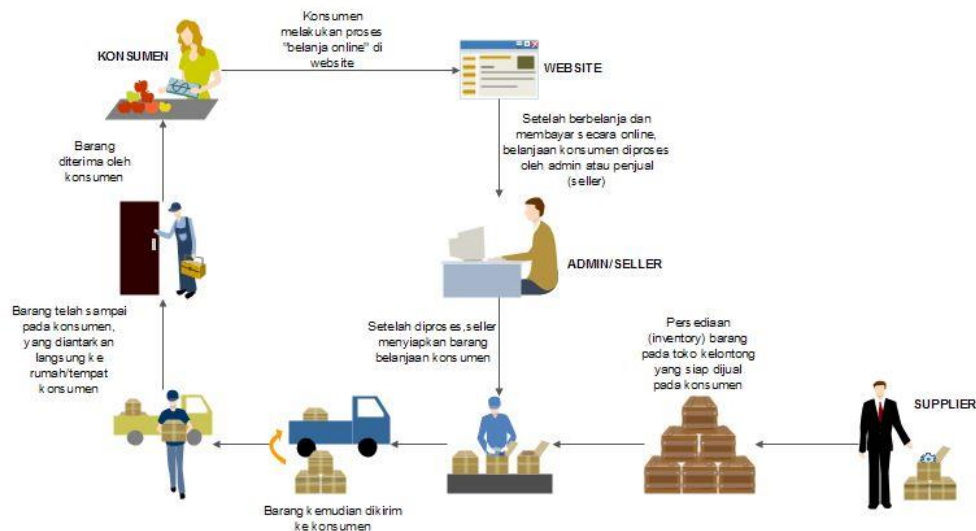 Konsumen
melakukan proses
"belanja online" di
website
KONSUMEN
WEBSITE
Setelah berbelanja dan
membayar secara online,
belanjaan konsumen diproses
oleh admin atau penjual
(seller)
Barang
diterima oleh
konsumen
ADMIN/SELLER
Barang telah sampai
pada konsumen,
yang diantarkan
langsung ke
rumah/tempat
konsumen
Setelah diproses,seller
menyiapkan barang
belanjaan konsumen
Persediaan
(inventory) barang
pada toko kelontong
yang siap dijual
pada konsumen
SUPPLIER
Barang kemudian dikirim
ke konsumen